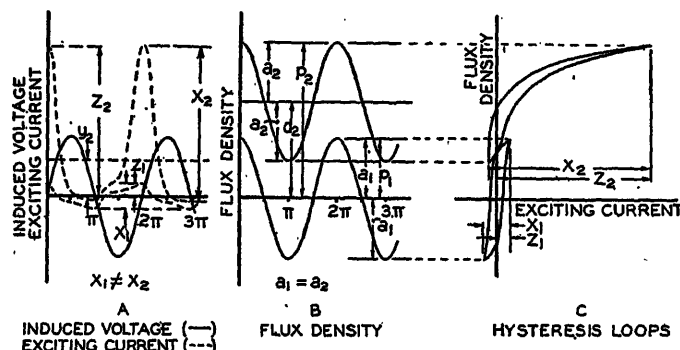 INDUCED VOLTAGE
EXCITING CURRENT
Z₂
X₂
X₁
π
2π
3π
X₁ ≠ X₂
A
INDUCED VOLTAGE (—)
EXCITING CURRENT (---)
FLUX DENSITY
a₂
p₂
a₂
d₂
a₁
p₁
a₁
π
2π
3π
a₁ = a₂
B
FLUX DENSITY
FLUX
DENSITY
X₂
Z₂
EXCITING CURRENT
X₁
Z₁
C
HYSTERESIS LOOPS